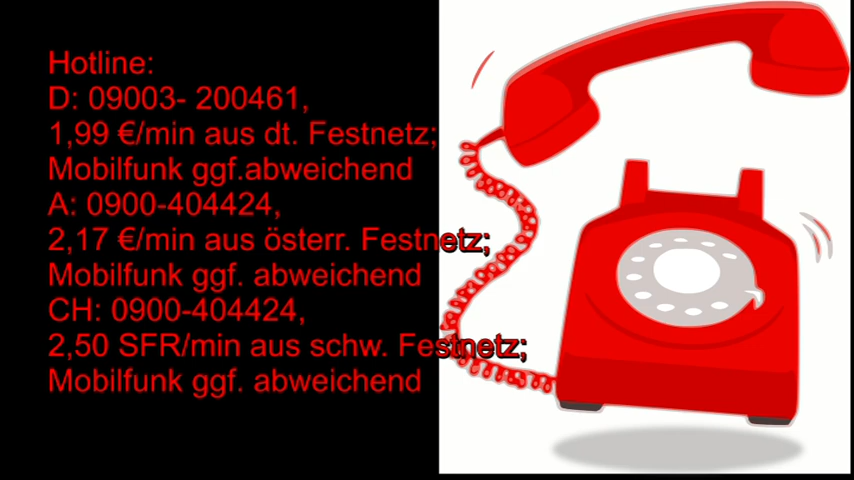 Hotline:
D: 09003- 200461,
1,99 €/min aus dt. Festnetz;
Mobilfunk ggf.abweichend
A: 0900-404424,
2,17 €/min aus österr. Festnetz;
Mobilfunk ggf. abweichend
CH: 0900-404424,
2,50 SFR/min aus schw. Festnetz;
Mobilfunk ggf. abweichend